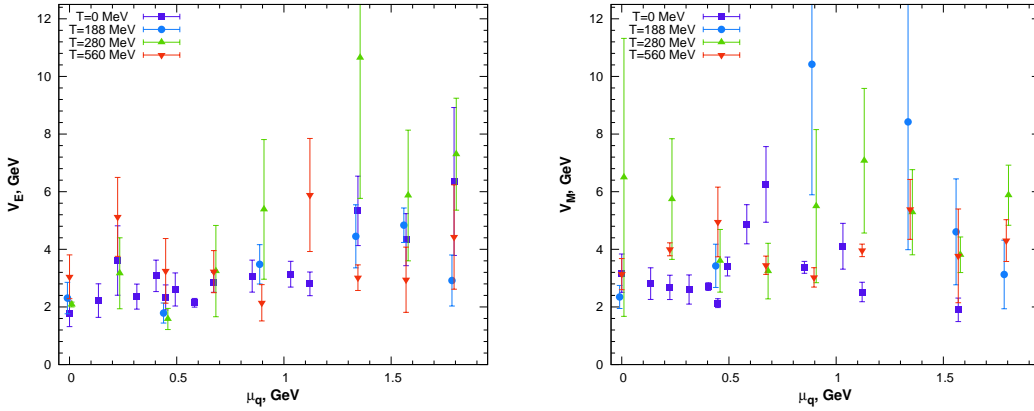 T=0 MeV
T=188 MeV
T=280 MeV
T=560 MeV
V_E, GeV
12
10
8
6
4
2
0
0 0.5 1 1.5
μ_q, GeV
T=0 MeV
T=188 MeV
T=280 MeV
T=560 MeV
V_M, GeV
12
10
8
6
4
2
0
0 0.5 1 1.5
μ_q, GeV